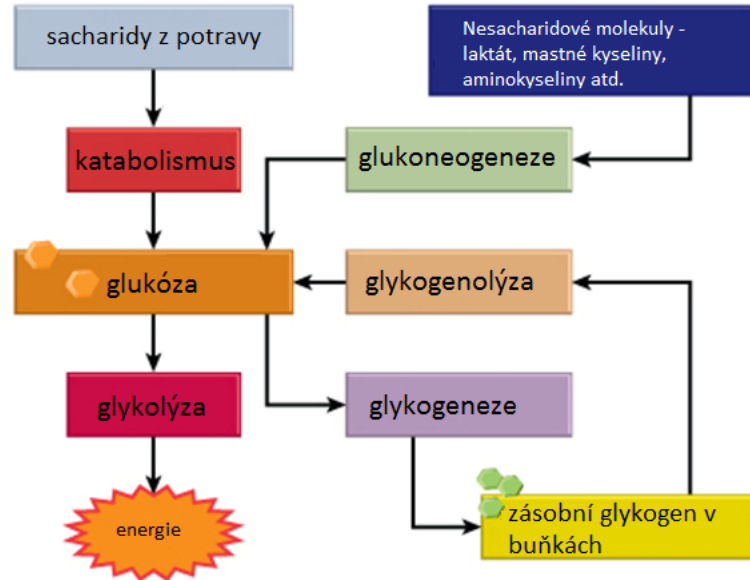 sacharidy z potravy
Nesacharidové molekuly -
laktát, mastné kyseliny,
aminokyseliny atd.
katabolismus
glukoneogeneze
glukóza
glykogenolýza
glykolýza
glykogeneze
energie
zásobní glykogen v
buňkách